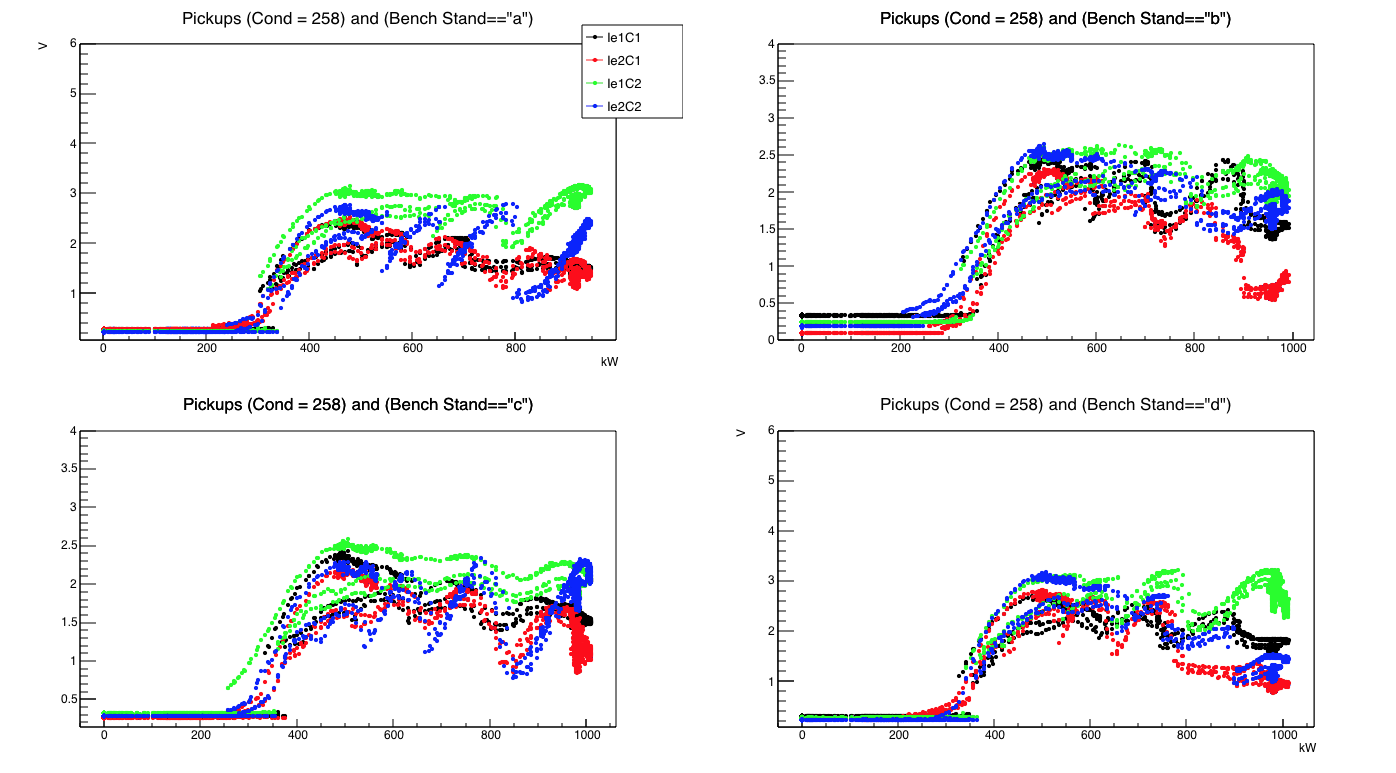 Pickups (Cond = 258) and (Bench Stand=="a")
V
6
5
4
3
2
1
0 200 400 600 800
kW
Ie1C1
Ie2C1
Ie1C2
Ie2C2
Pickups (Cond = 258) and (Bench Stand=="b")
4
3.5
3
2.5
2
1.5
1
0.5
0
0 200 400 600 800 1000
Pickups (Cond = 258) and (Bench Stand=="c")
4
3.5
3
2.5
2
1.5
1
0.5
0 200 400 600 800 1000
Pickups (Cond = 258) and (Bench Stand=="d")
V
6
5
4
3
2
1
0 200 400 600 800 1000
kW